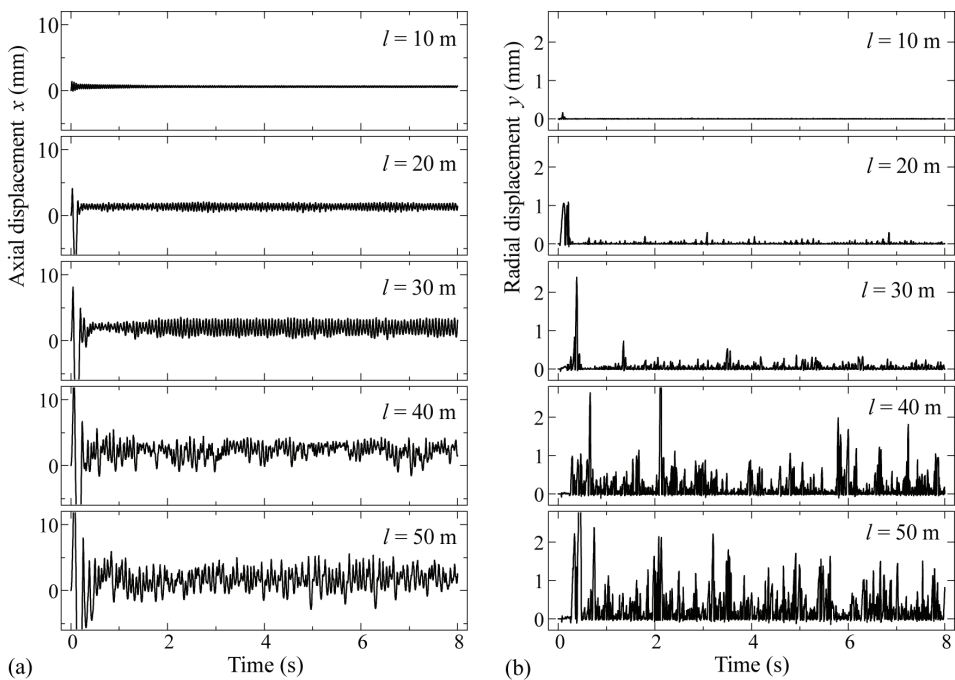 Axial displacement x (mm)
10
0
l = 10 m
10
0
l = 20 m
10
0
l = 30 m
10
0
l = 40 m
10
0
l = 50 m
0 2 4 6 8
Time (s)
(a)
Radial displacement y (mm)
2
1
0
l = 10 m
2
1
0
l = 20 m
2
1
0
l = 30 m
2
1
0
l = 40 m
2
1
0
l = 50 m
0 2 4 6 8
Time (s)
(b)